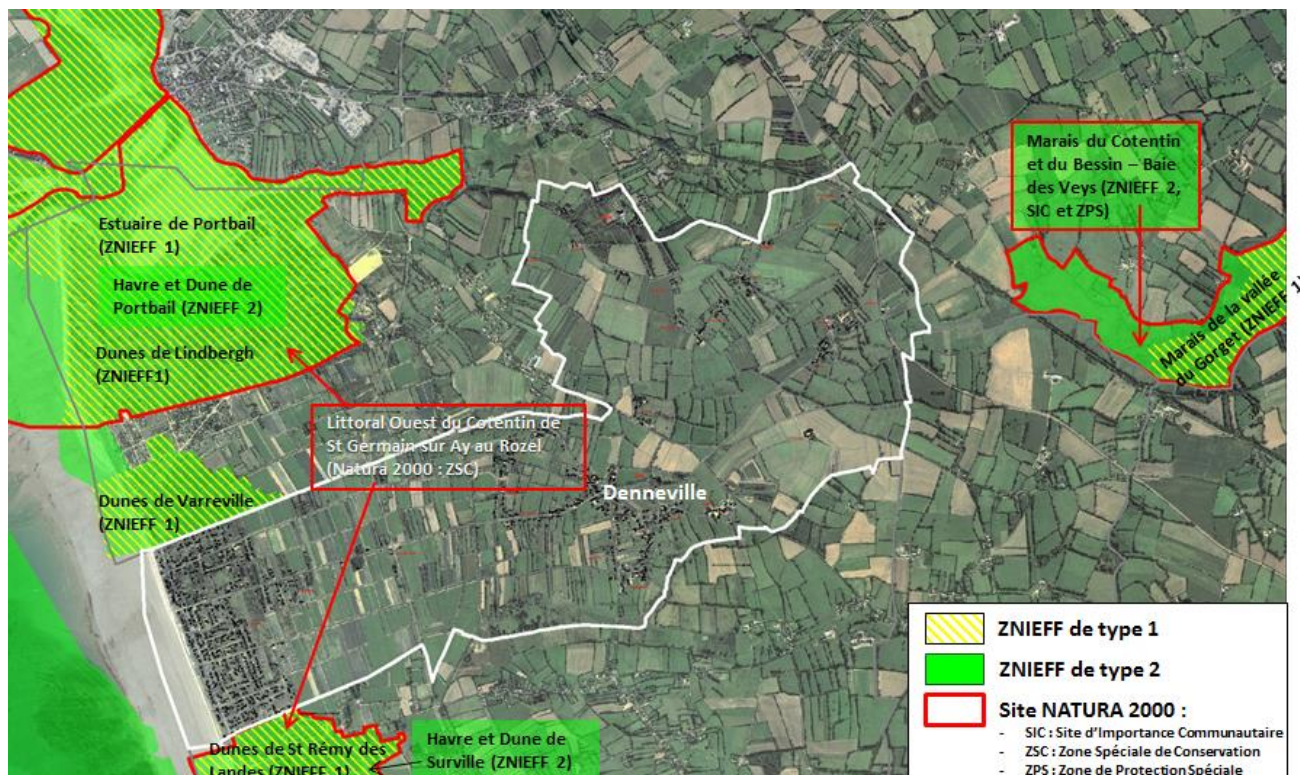 Marais du Cotentin
et du Bessin – Baie
des Veys (ZNIEFF 2,
SIC et ZPS)
Estuaire de Portbail
(ZNIEFF 1)
Havre et Dune de
Portbail (ZNIEFF 2)
Marais de la vallée
du Gorget (ZNIEFF 1)
Dunes de Lindbergh
(ZNIEFF1)
Littoral Ouest du Cotentin de
St Germain sur Ay au Rozel
(Natura 2000 : ZSC)
Dunes de Varreville
(ZNIEFF 1)
Denneville
Dunes de St Rémy des
Landes (ZNIEFF 1)
Havre et Dune de
Surville (ZNIEFF 2)
ZNIEFF de type 1
ZNIEFF de type 2
Site NATURA 2000 :
- SIC : Site d'Importance Communautaire
- ZSC : Zone Spéciale de Conservation
- ZPS : Zone de Protection Spéciale